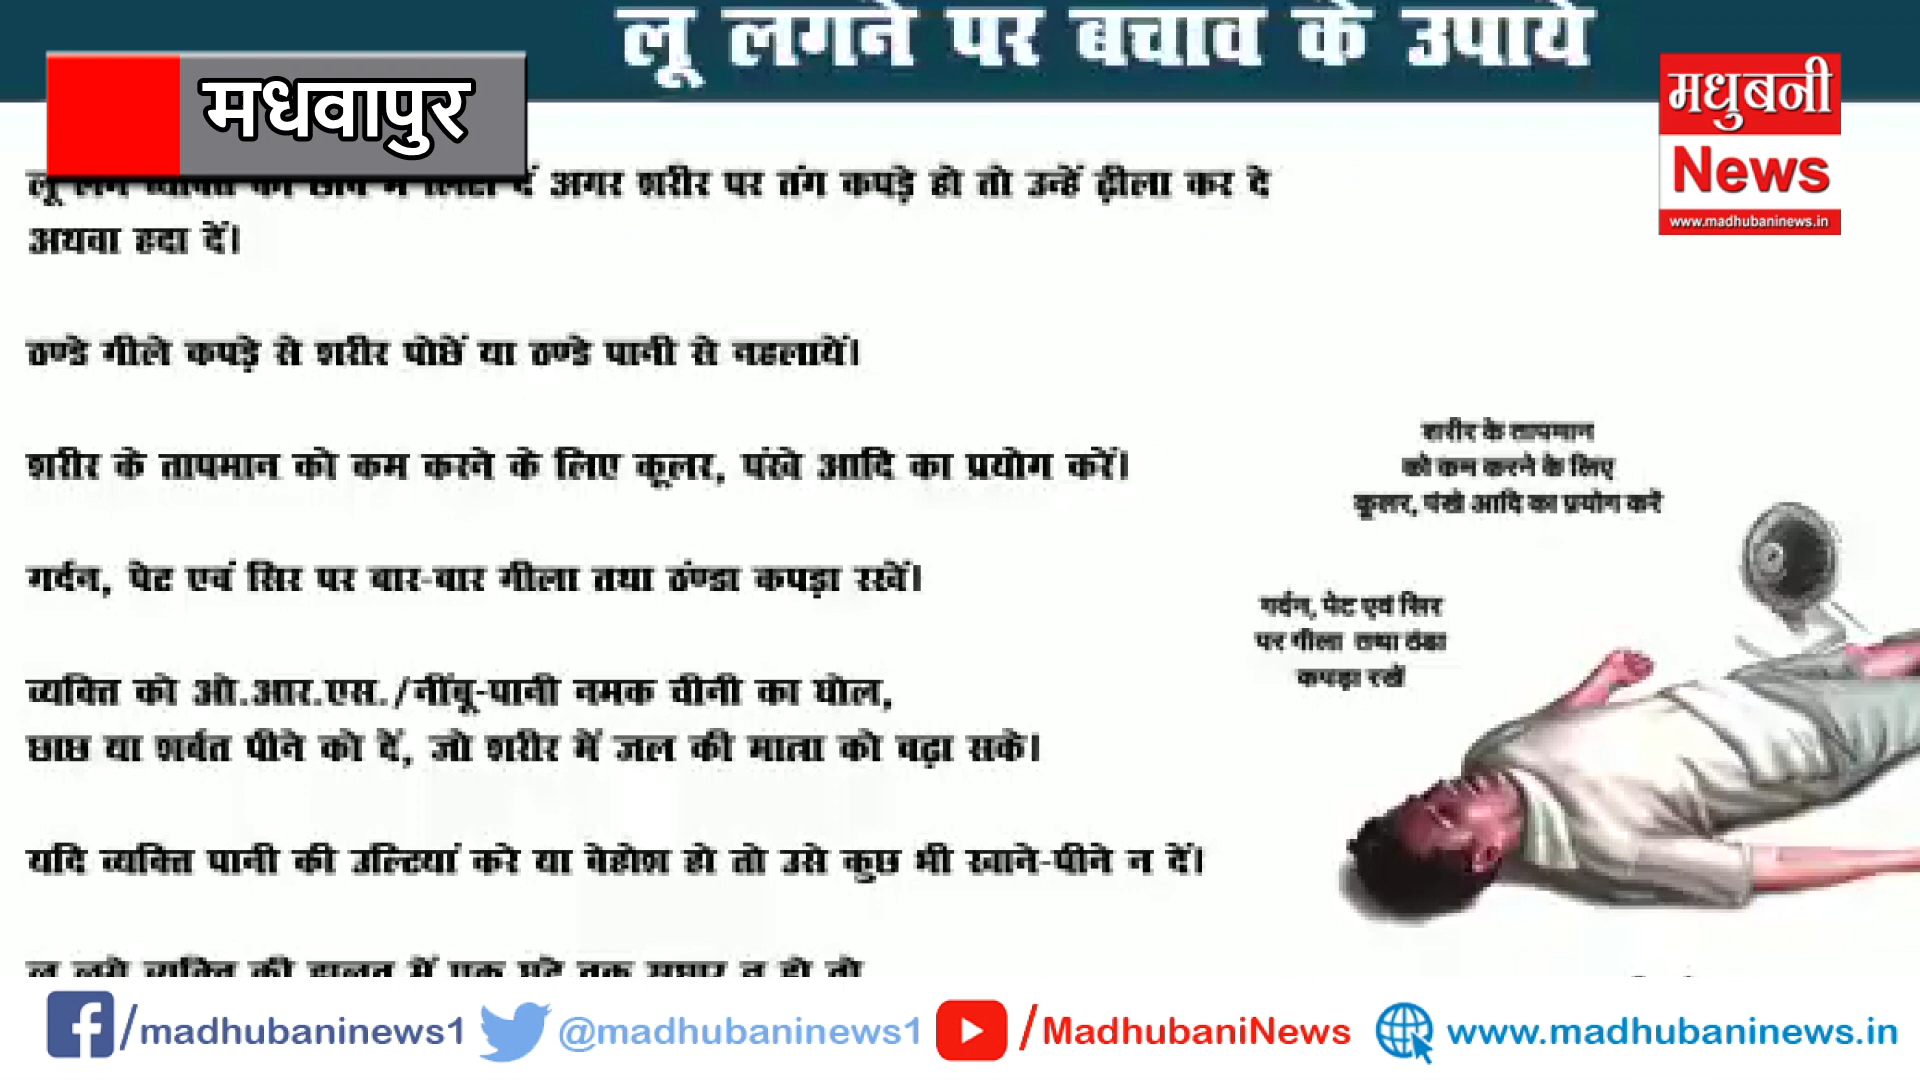 लू लगने पर बचाव के उपाये
मधवापुर
मधुबनी
News
www.madhubaninews.in
दें अगर शरीर पर तंग कपड़े हो तो उन्हें ढ़ीला कर दे
अथवा हटा दें।
ठण्डे गीले कपड़े से शरीर पोछें या ठण्डे पानी से नहलायें।
शरीर के तापमान को कम करने के लिए कूलर, पंखे आदि का प्रयोग करें।
गर्दन, पेट एवं सिर पर बार-बार गीला तथा ठंण्डा कपड़ा रखें।
व्यक्ति को ओ.आर.एस./नींबू-पानी नमक चीनी का घोल,
छाछ या शर्बत पीने को दें, जो शरीर में जल की मात्रा को बढ़ा सके।
यदि व्यक्ति पानी की उल्टियां करे या बेहोश हो तो उसे कुछ भी खाने-पीने न दें।
शरीर के तापमान
को कम करने के लिए
कूलर, पंखे आदि का प्रयोग करें
गर्दन, पेट एवं सिर
पर गीला तथा ठंडा
कपड़ा रखें
/madhubaninews1 @madhubaninews1 /MadhubaniNews www.madhubaninews.in